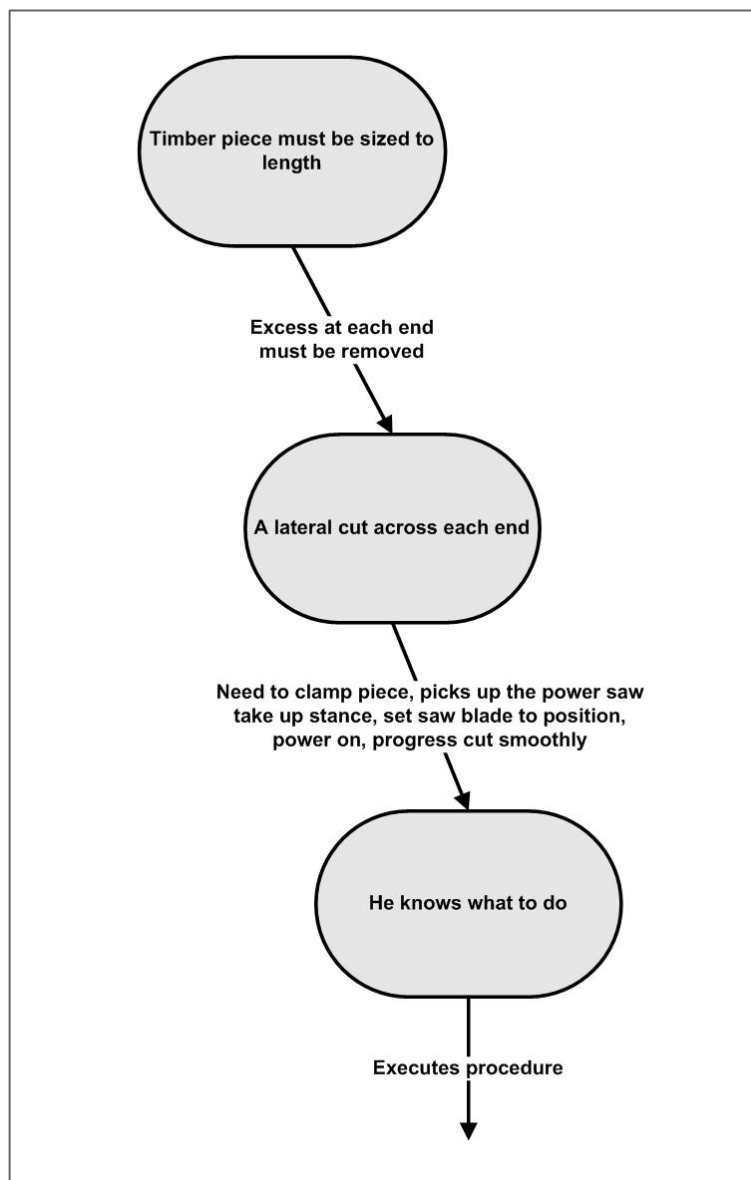 Timber piece must be sized to
length
Excess at each end
must be removed
A lateral cut across each end
Need to clamp piece, picks up the power saw
take up stance, set saw blade to position,
power on, progress cut smoothly
He knows what to do
Executes procedure